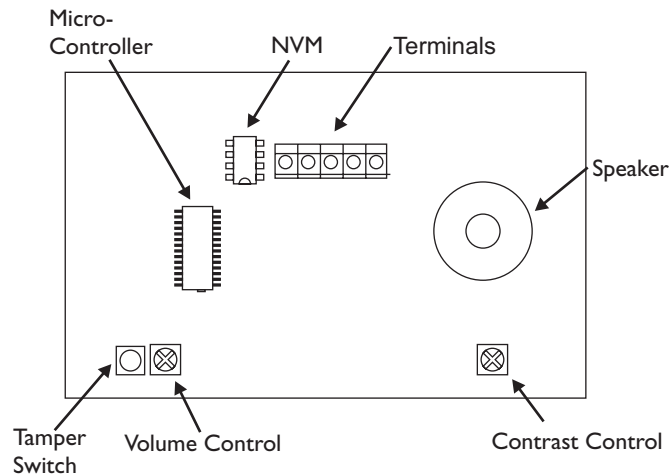 Micro-
Controller
NVM
Terminals
Speaker
Tamper
Switch
Volume Control
Contrast Control